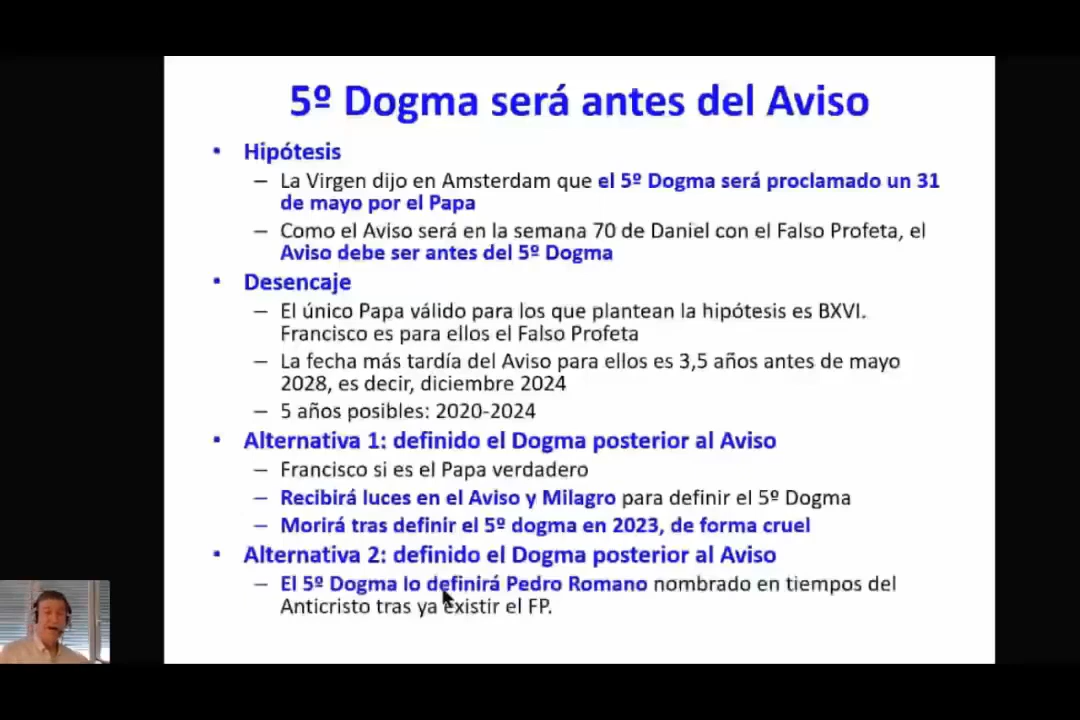 5º Dogma será antes del Aviso
• Hipótesis
– La Virgen dijo en Amsterdam que el 5º Dogma será proclamado un 31
de mayo por el Papa
– Como el Aviso será en la semana 70 de Daniel con el Falso Profeta, el
Aviso debe ser antes del 5º Dogma
• Desencaje
– El único Papa válido para los que plantean la hipótesis es BXVI.
Francisco es para ellos el Falso Profeta
– La fecha más tardía del Aviso para ellos es 3,5 años antes de mayo
2028, es decir, diciembre 2024
– 5 años posibles: 2020-2024
• Alternativa 1: definido el Dogma posterior al Aviso
– Francisco si es el Papa verdadero
– Recibirá luces en el Aviso y Milagro para definir el 5º Dogma
– Morirá tras definir el 5º dogma en 2023, de forma cruel
• Alternativa 2: definido el Dogma posterior al Aviso
– El 5º Dogma lo definirá Pedro Romano nombrado en tiempos del
Anticristo tras ya existir el FP.